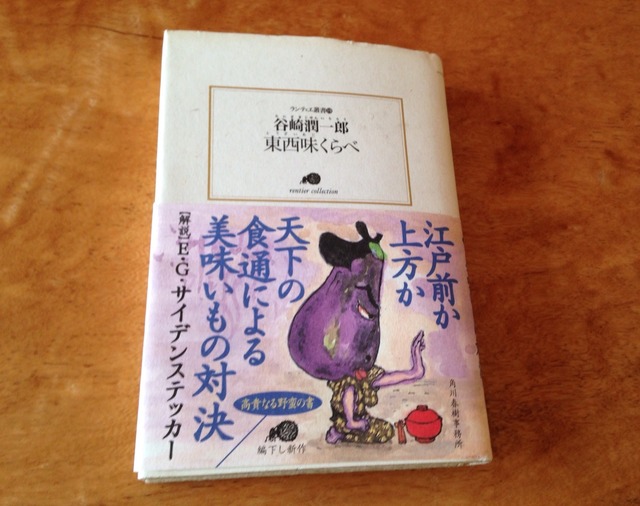 ランティエ叢書
谷崎潤一郎
東西味くらべ
rentier collection
江戸前か
上方か
天下の
食通による
美味いもの対決
[解説]E・G・サイデンステッカー
高貴なる野蛮の書
編下し新作
角川春樹事務所